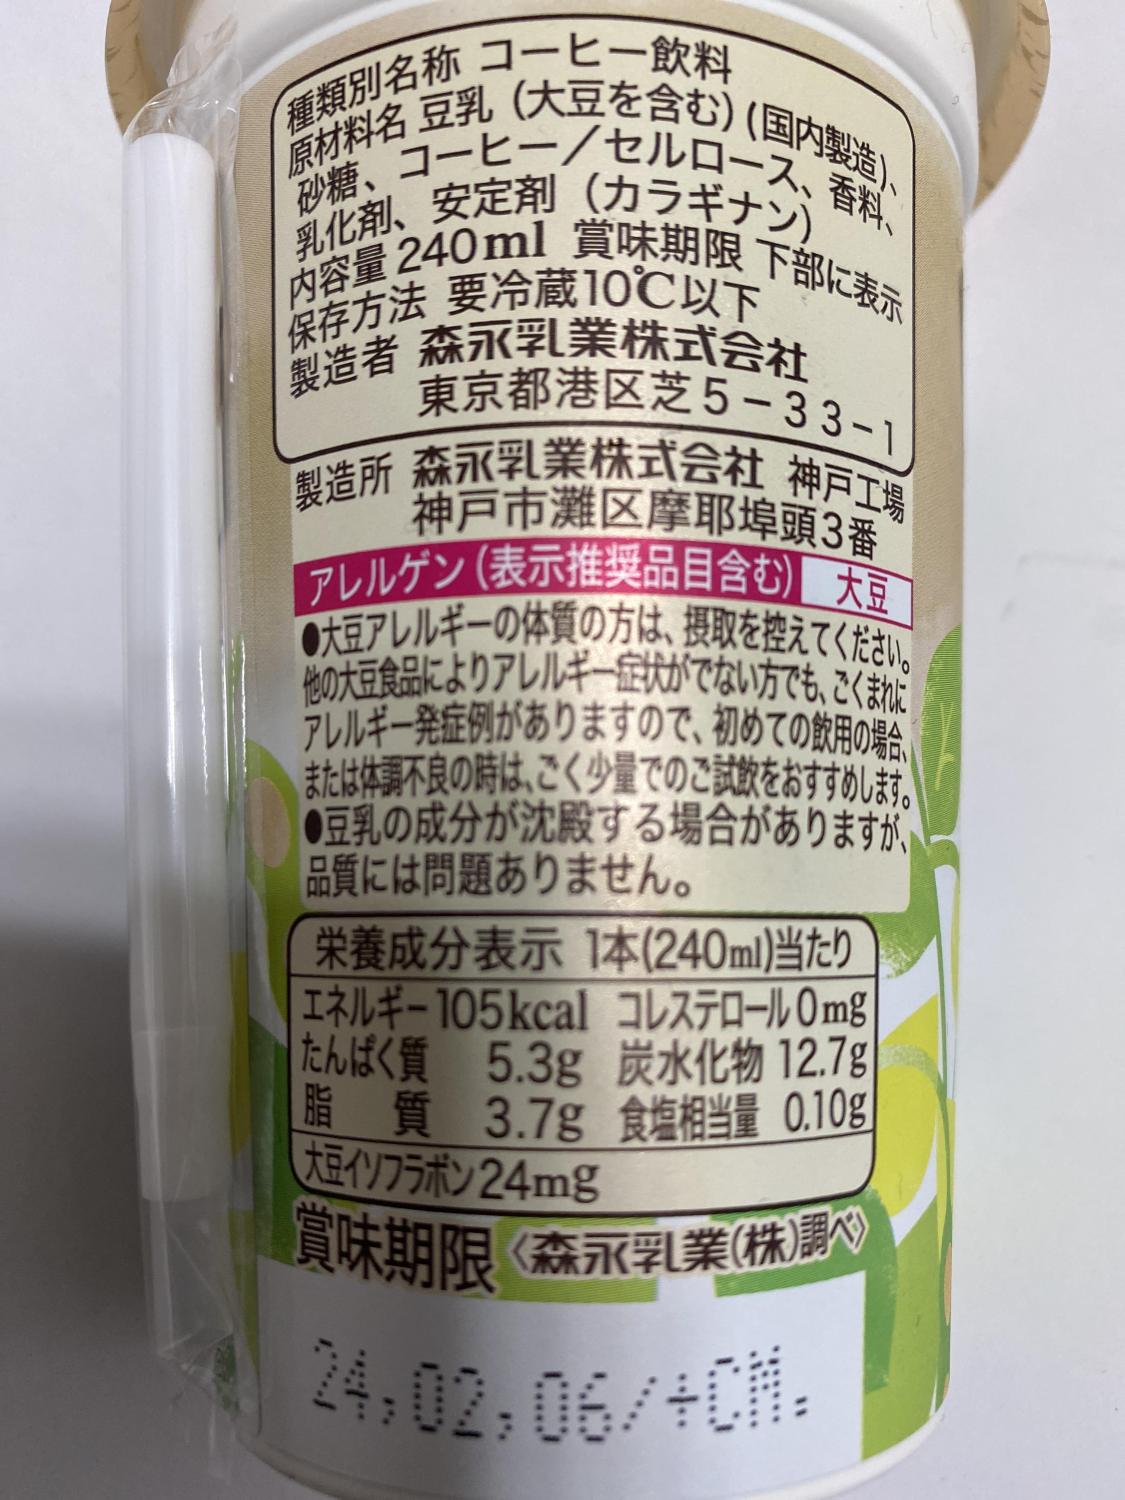 種類別名称 コーヒー飲料
原材料名 豆乳（大豆を含む）（国内製造）、
砂糖、コーヒー／セルロース、香料、
乳化剤、安定剤（カラギナン）
内容量 240ml 賞味期限 下部に表示
保存方法 要冷蔵10℃以下
製造者 森永乳業株式会社
東京都港区芝5－33－1
製造所 森永乳業株式会社 神戸工場
神戸市灘区摩耶埠頭3番
アレルゲン（表示推奨品目含む） 大豆
●大豆アレルギーの体質の方は、摂取を控えてください。
他の大豆食品によりアレルギー症状がでない方でも、ごくまれに
アレルギー発症例がありますので、初めての飲用の場合、
または体調不良の時は、ごく少量でのご試飲をおすすめします。
●豆乳の成分が沈殿する場合がありますが、
品質には問題ありません。
栄養成分表示 1本(240ml)当たり
エネルギー 105kcal コレステロール 0mg
たんぱく質 5.3g 炭水化物 12.7g
脂質 3.7g 食塩相当量 0.10g
大豆イソフラボン 24mg
賞味期限〈森永乳業(株)調べ〉
24.02.06/+CM.